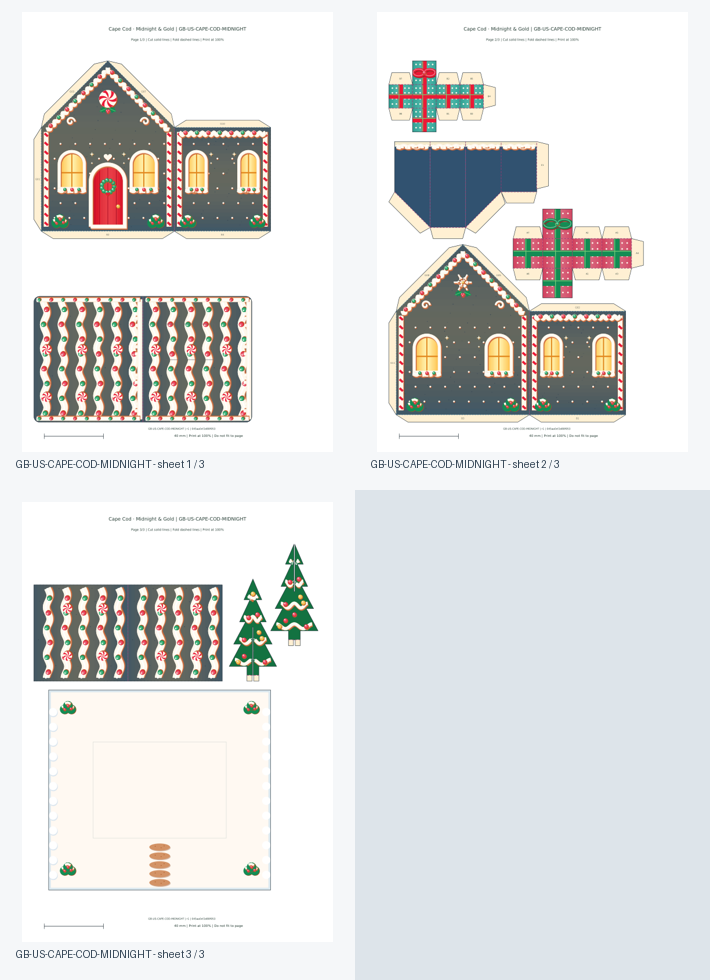 Cape Cod · Midnight & Gold | GB-US-CAPE-COD-MIDNIGHT
Page 1/3 | Cut solid lines | Fold dashed lines | Print at 100%
90 mm | Print at 100% | Do not fit to page
GB-US-CAPE-COD-MIDNIGHT - sheet 1 / 3
Cape Cod · Midnight & Gold | GB-US-CAPE-COD-MIDNIGHT
Page 2/3 | Cut solid lines | Fold dashed lines | Print at 100%
90 mm | Print at 100% | Do not fit to page
GB-US-CAPE-COD-MIDNIGHT - sheet 2 / 3
Cape Cod · Midnight & Gold | GB-US-CAPE-COD-MIDNIGHT
Page 3/3 | Cut solid lines | Fold dashed lines | Print at 100%
90 mm | Print at 100% | Do not fit to page
GB-US-CAPE-COD-MIDNIGHT - sheet 3 / 3